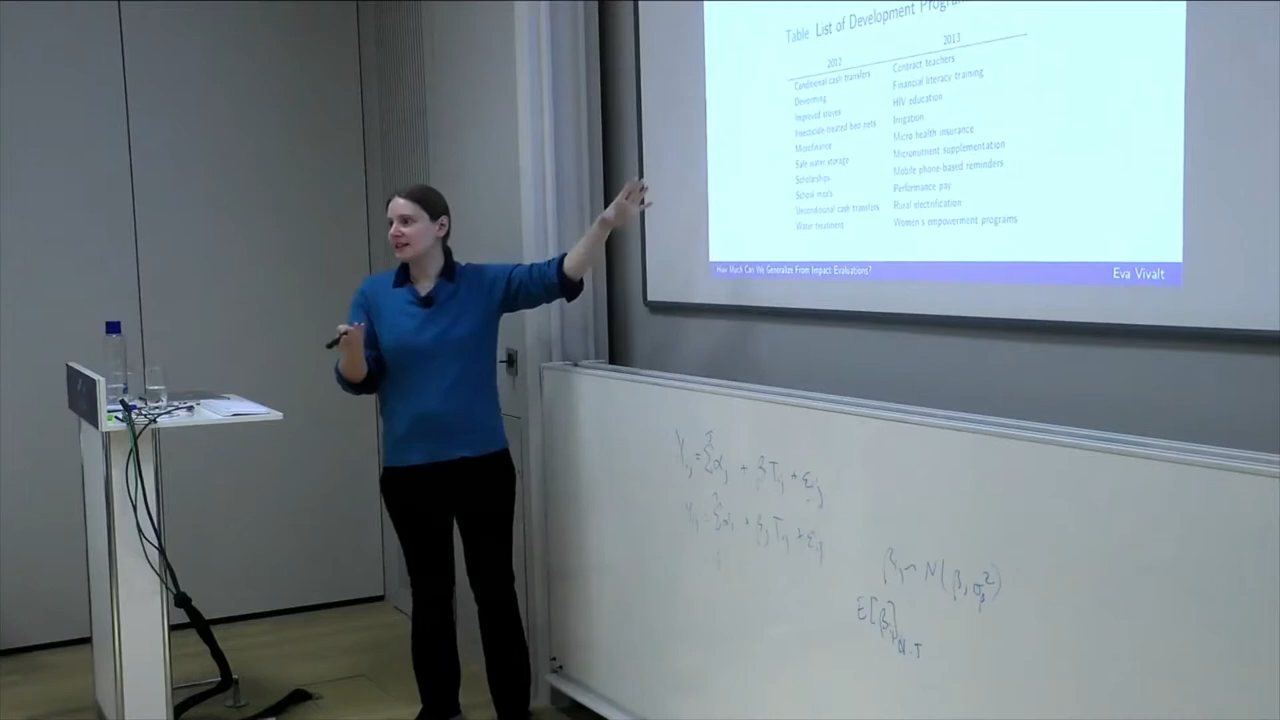 Table List of Development
2012 2013
Conditional cash transfers Contract teachers
Deworming Financial literacy training
Improved stoves HIV education
Insecticide-treated bed nets Irrigation
Microfinance Micro health insurance
Safe water storage Micronutrient supplementation
Scholarships Mobile phone-based reminders
School meals Performance pay
Unconditional cash transfers Rural electrification
Water treatment Women's empowerment programs
How Much Can We Generalize From Impact Evaluations? Eva Vivalt
βj ~ N(β, σβ²)